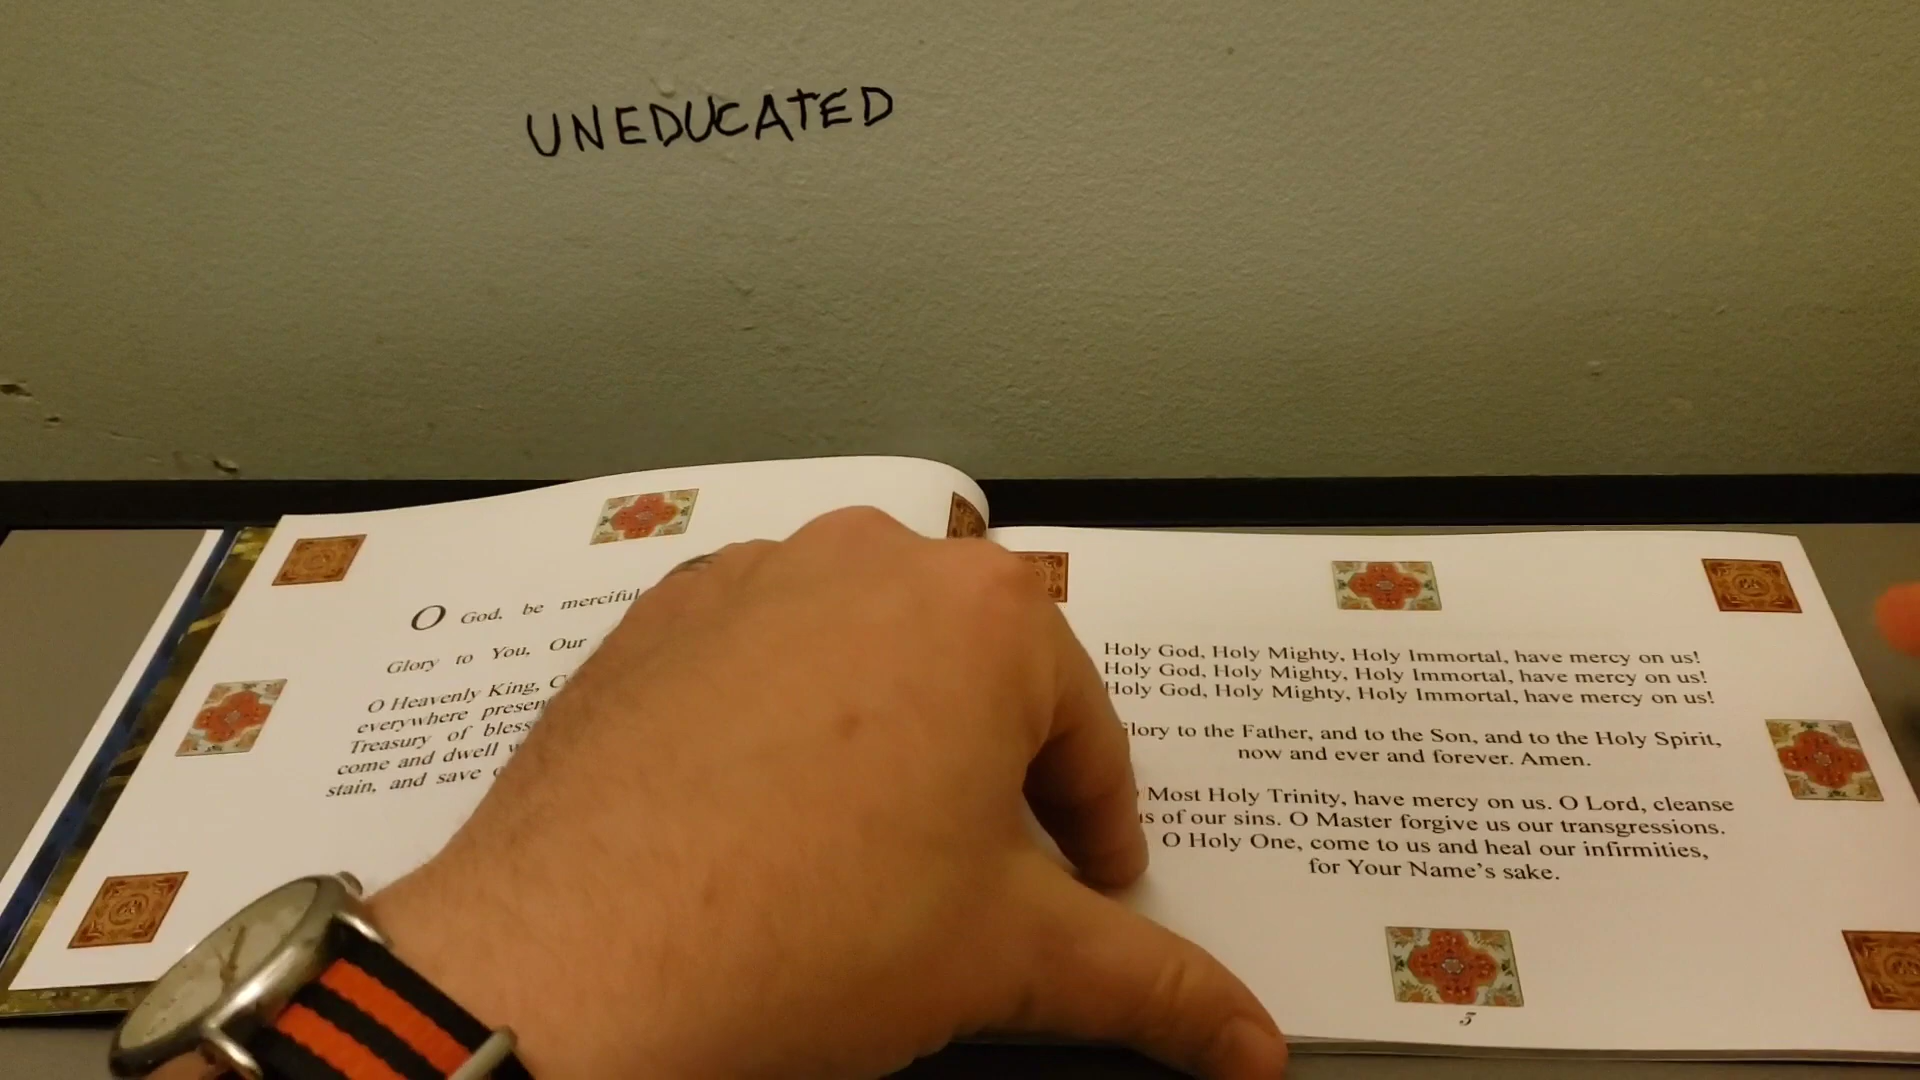 UNEDUCATED
O God, be merciful
Glory to You, Our
O Heavenly King,
everywhere
Treasury of
come and dwell
stain, and save
Holy God, Holy Mighty, Holy Immortal, have mercy on us!
Holy God, Holy Mighty, Holy Immortal, have mercy on us!
Holy God, Holy Mighty, Holy Immortal, have mercy on us!
to the Father, and to the Son, and to the Holy Spirit,
now and ever and forever. Amen.
Most Holy Trinity, have mercy on us. O Lord, cleanse
of our sins. O Master forgive us our transgressions.
O Holy One, come to us and heal our infirmities,
for Your Name's sake.
5